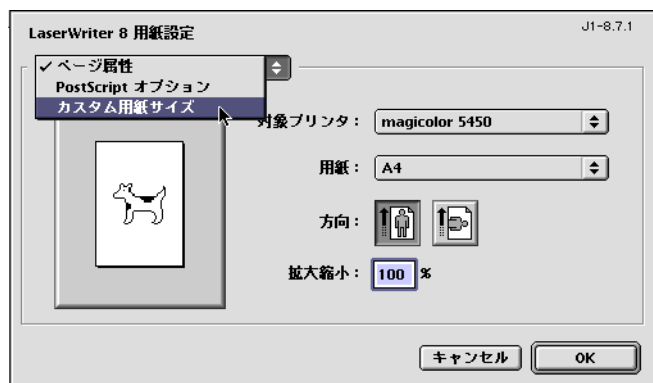 LaserWriter 8 用紙設定
J1-8.7.1
✓ ページ属性
PostScript オプション
カスタム用紙サイズ
対象プリンタ： magicolor 5450
用紙： A4
方向：
拡大縮小： 100 %
キャンセル OK